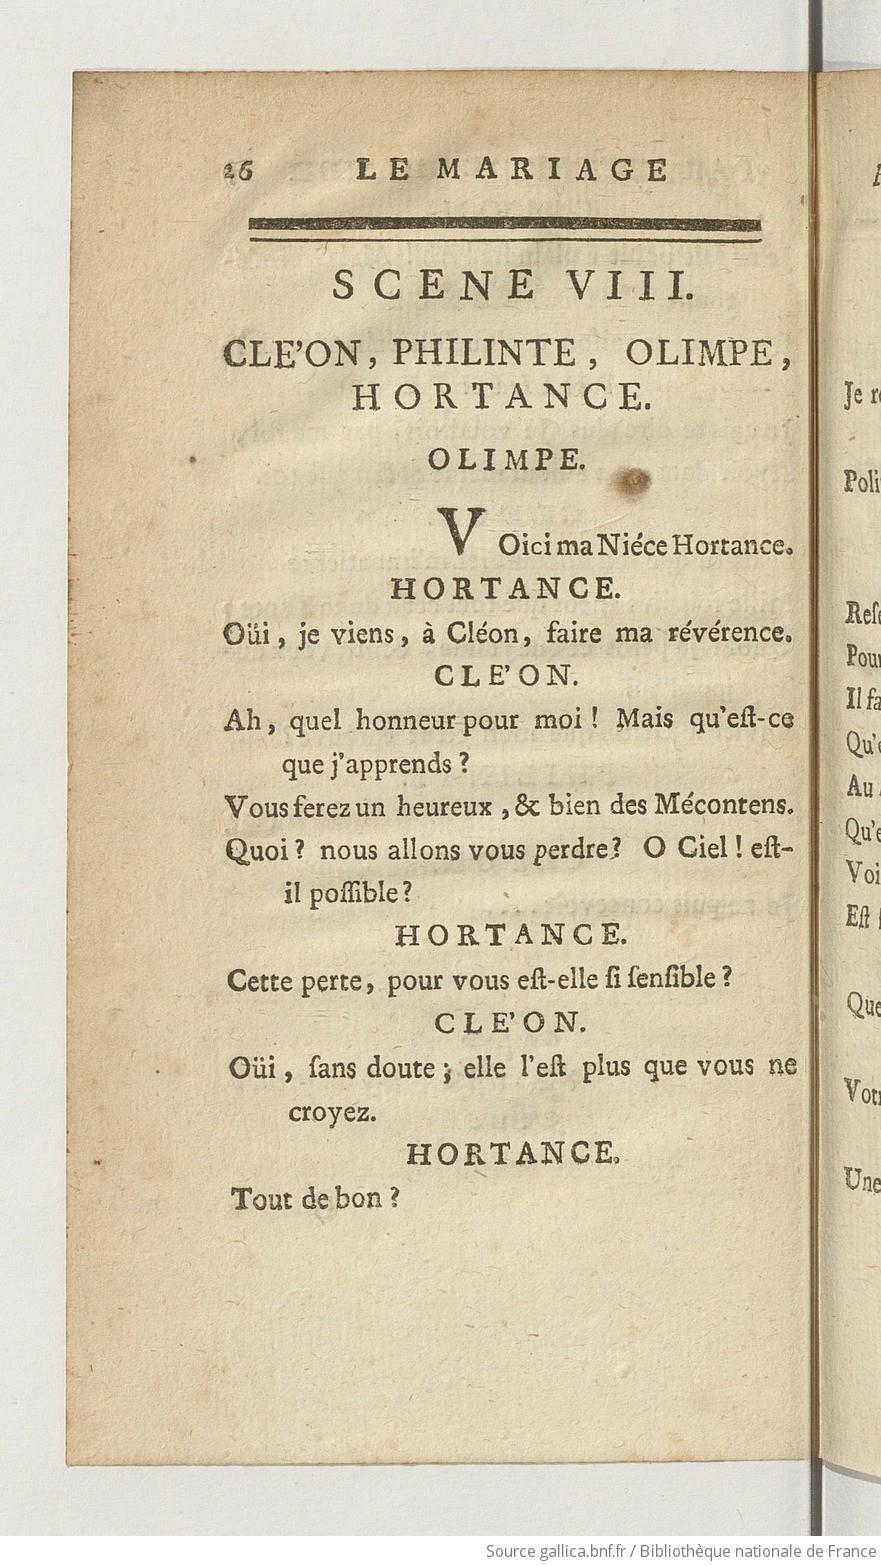 26 LE MARIAGE
SCENE VIII.
CLE'ON, PHILINTE, OLIMPE,
HORTANCE.
OLIMPE.
VOici ma Niéce Hortance.
HORTANCE.
Oüi, je viens, à Cléon, faire ma révérence.
CLE'ON.
Ah, quel honneur pour moi ! Mais qu'eſt-ce
que j'apprends ?
Vous ferez un heureux, & bien des Mécontens.
Quoi ? nous allons vous perdre ? O Ciel ! eſt-
il poſſible ?
HORTANCE.
Cette perte, pour vous eſt-elle ſi ſenſible ?
CLE'ON.
Oüi, ſans doute ; elle l'eſt plus que vous ne
croyez.
HORTANCE.
Tout de bon ?
Je
Poli
Reſ
Pour
Il fa
Qu'
Au
Qu'e
Voi
Eſt
Que
Votr
Une
Source gallica.bnf.fr / Bibliothèque nationale de France